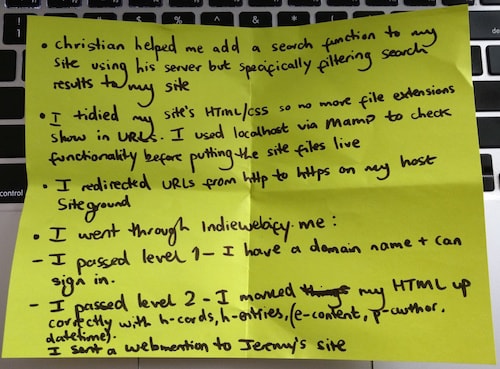 • christian helped me add a search function to my
site using his server but specifically filtering search
results to my site
• I tidied my site's HTML/css so no more file extensions
show in URLs. I used localhost via Mamp to check
functionality before putting the site files live
• I redirected URLs from http to https on my host
Siteground
• I went through Indiewebify.me:
- I passed level 1 - I have a domain name + can
sign in.
- I passed level 2 - I marked things my HTML up
correctly with h-cards, h-entries, (e-content, p-author,
datetime).
I sent a webmention to Jeremy's site
control
option